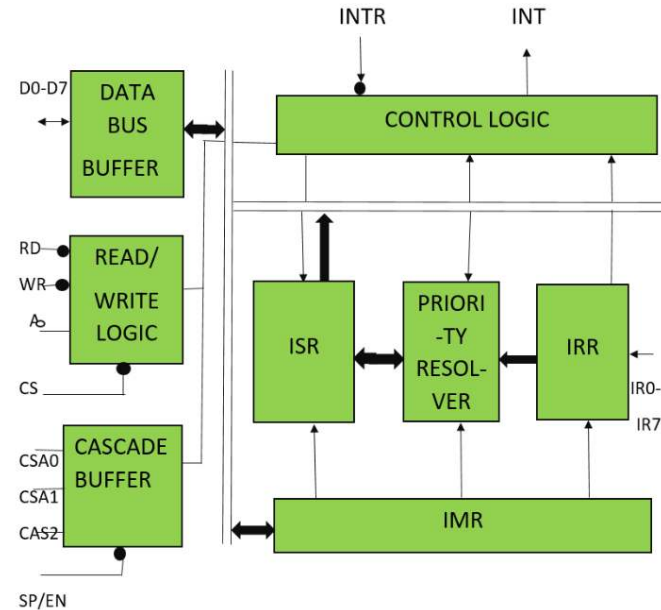 INTR
INT
D0-D7
DATA
BUS
BUFFER
CONTROL LOGIC
RD
WR
A0
CS
READ/
WRITE
LOGIC
ISR
PRIORI
-TY
RESOL-
VER
IRR
IR0-
IR7
CSA0
CSA1
CAS2
CASCADE
BUFFER
SP/EN
IMR